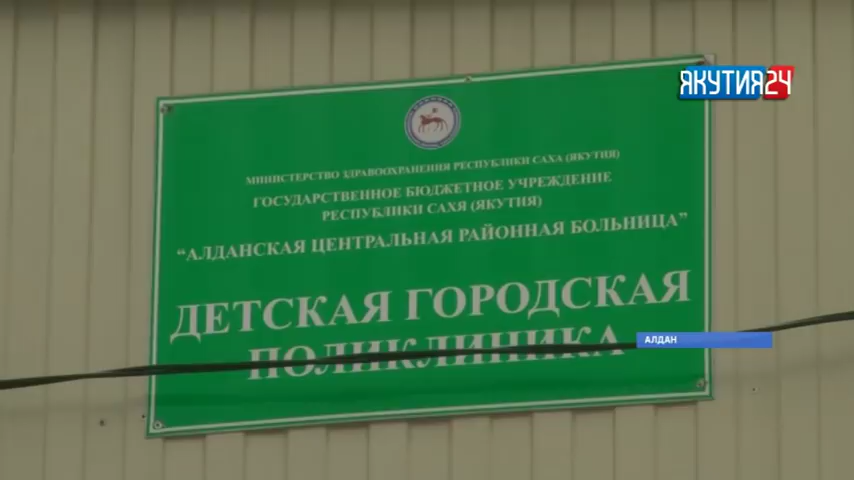 ЯКУТИЯ24
МИНИСТЕРСТВО ЗДРАВООХРАНЕНИЯ РЕСПУБЛИКИ САХА (ЯКУТИЯ)
ГОСУДАРСТВЕННОЕ БЮДЖЕТНОЕ УЧРЕЖДЕНИЕ
РЕСПУБЛИКИ САХЯ (ЯКУТИЯ)
“АЛДАНСКАЯ ЦЕНТРАЛЬНАЯ РАЙОННАЯ БОЛЬНИЦА”
ДЕТСКАЯ ГОРОДСКАЯ
ПОЛИКЛИНИКА
АЛДАН